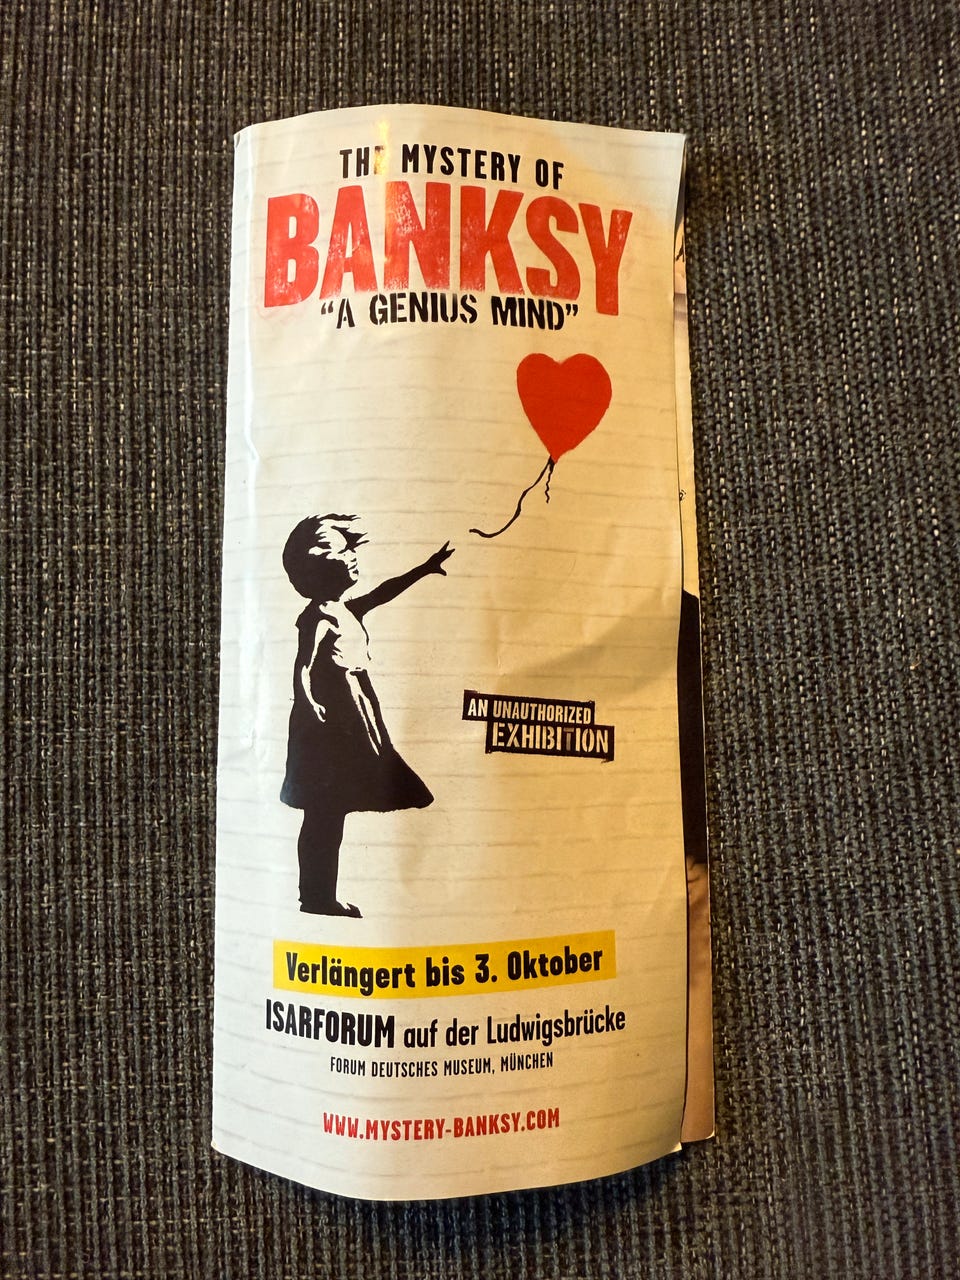 THE MYSTERY OF
BANKSY
“A GENIUS MIND”
AN UNAUTHORIZED
EXHIBITION
Verlängert bis 3. Oktober
ISARFORUM auf der Ludwigsbrücke
FORUM DEUTSCHES MUSEUM, MÜNCHEN
WWW.MYSTERY-BANKSY.COM